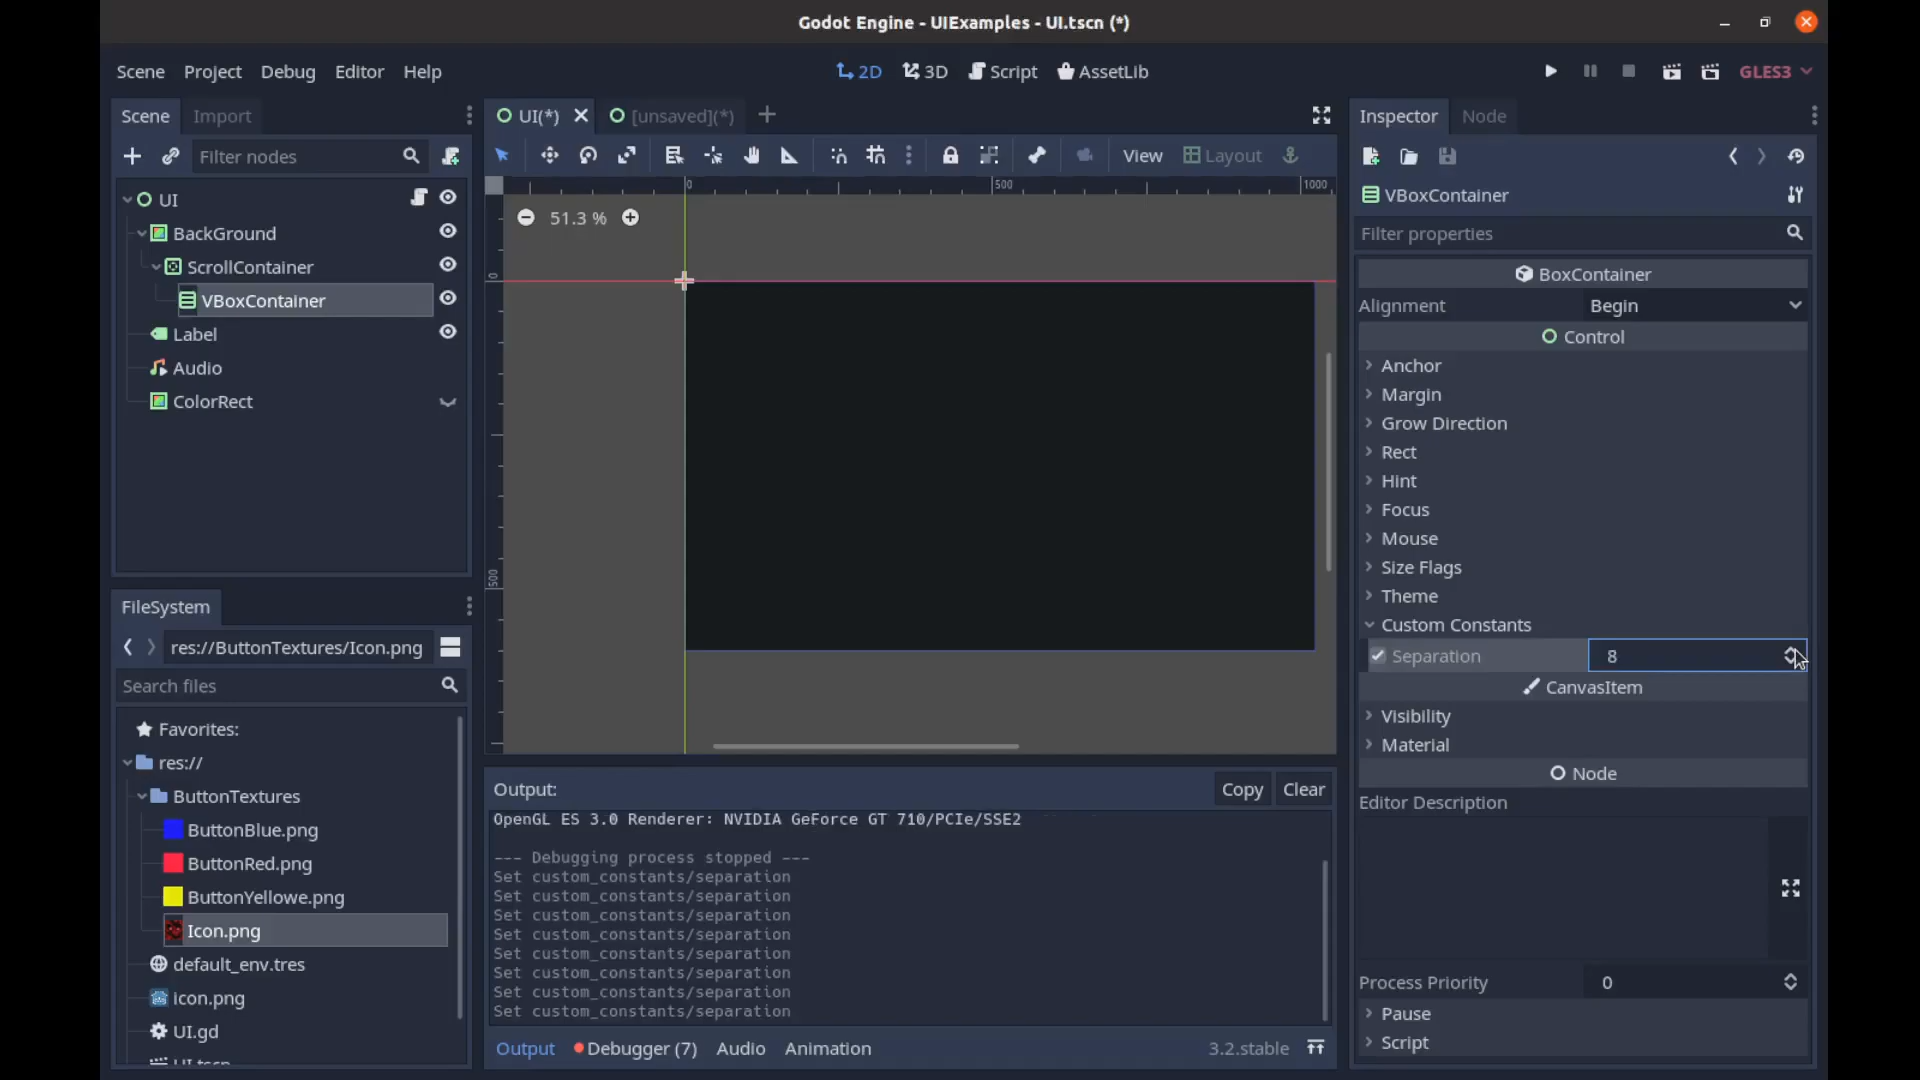 Godot Engine - UIExamples - UI.tscn (*)
Scene Project Debug Editor Help
2D 3D Script AssetLib
GLES3
Scene Import
Filter nodes
UI
BackGround
ScrollContainer
VBoxContainer
Label
Audio
ColorRect
FileSystem
res://ButtonTextures/Icon.png
Search files
Favorites:
res://
ButtonTextures
ButtonBlue.png
ButtonRed.png
ButtonYellowe.png
Icon.png
default_env.tres
icon.png
UI.gd
UI.tscn
UI(*) [unsaved](*)
View Layout
0 500 1000
51.3 %
0
500
Output:
Copy Clear
OpenGL ES 3.0 Renderer: NVIDIA GeForce GT 710/PCIe/SSE2
--- Debugging process stopped ---
Set custom_constants/separation
Set custom_constants/separation
Set custom_constants/separation
Set custom_constants/separation
Set custom_constants/separation
Set custom_constants/separation
Set custom_constants/separation
Set custom_constants/separation
Output Debugger (7) Audio Animation 3.2.stable
Inspector Node
VBoxContainer
Filter properties
BoxContainer
Alignment Begin
Control
Anchor
Margin
Grow Direction
Rect
Hint
Focus
Mouse
Size Flags
Theme
Custom Constants
Separation 8
CanvasItem
Visibility
Material
Node
Editor Description
Process Priority 0
Pause
Script